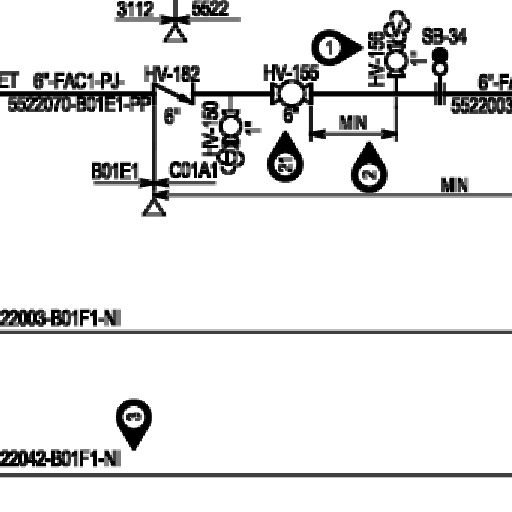 3112 5522
1
HV-156
1"
SB-34
ET 6"-FAC1-PJ-
HV-182
HV-155
6"-FA
5522070-B01E1-PP
6"
HV-150
1"
6"
MIN
5522003
21
2
B01E1 C01A1
MIN
22003-B01F1-NI
3
22042-B01F1-NI